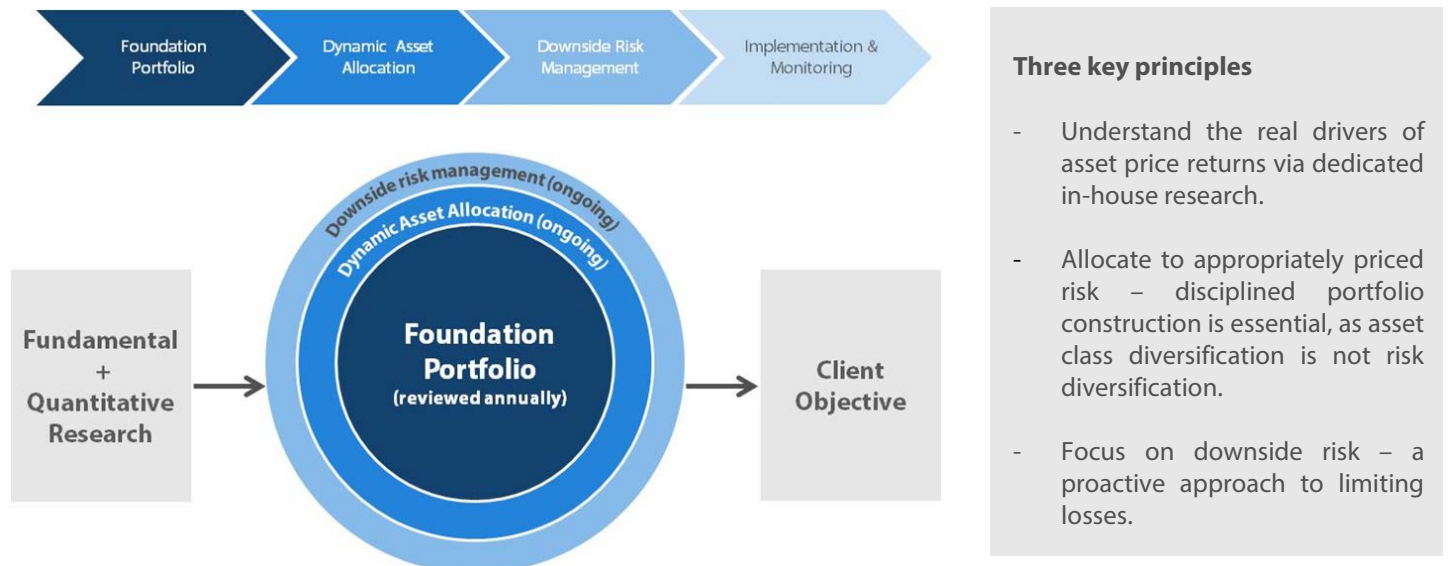 Foundation
Portfolio
Dynamic Asset
Allocation
Downside Risk
Management
Implementation &
Monitoring
Downside risk management (ongoing)
Dynamic Asset Allocation (ongoing)
Foundation
Portfolio
(reviewed annually)
Fundamental
+
Quantitative
Research
Client
Objective
Three key principles
- Understand the real drivers of
asset price returns via dedicated
in-house research.
- Allocate to appropriately priced
risk – disciplined portfolio
construction is essential, as asset
class diversification is not risk
diversification.
- Focus on downside risk – a
proactive approach to limiting
losses.